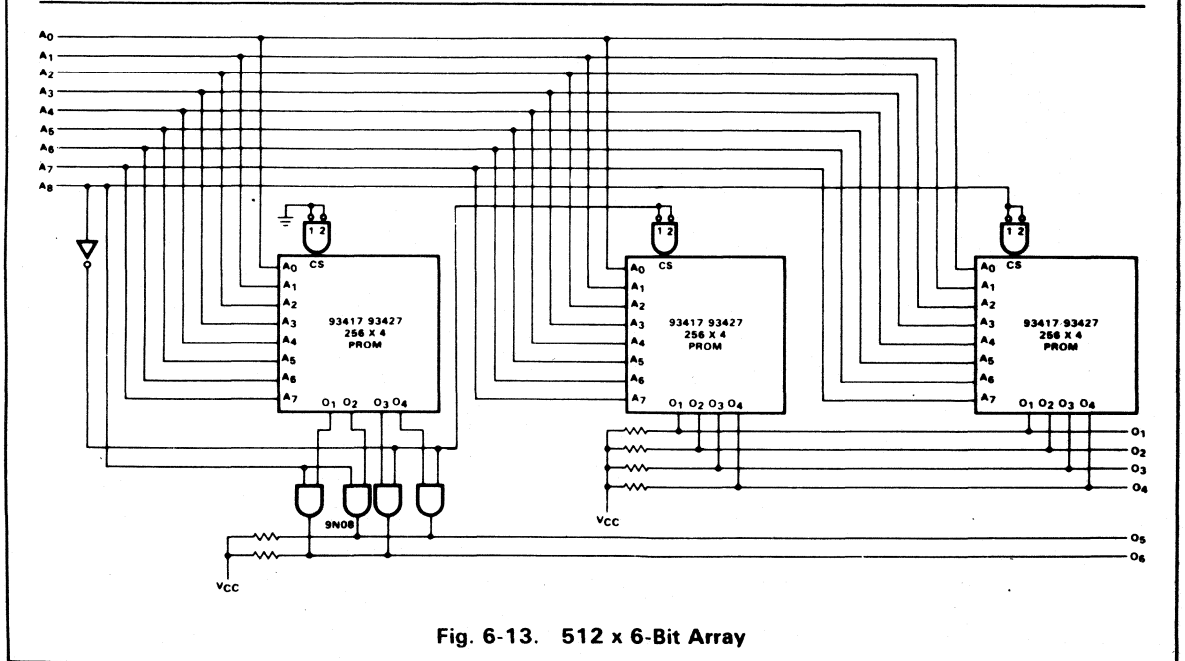 A0
A1
A2
A3
A4
A5
A6
A7
A8
1 2
1 2
1 2
CS
CS
CS
A0
A1
A2
A3
A4
A5
A6
A7
93417 93427
256 X 4
PROM
O1 O2 O3 O4
A0
A1
A2
A3
A4
A5
A6
A7
93417 93427
256 X 4
PROM
O1 O2 O3 O4
A0
A1
A2
A3
A4
A5
A6
A7
93417 93427
256 X 4
PROM
O1 O2 O3 O4
O1
O2
O3
O4
9N08
VCC
O5
O6
VCC
Fig. 6-13. 512 x 6-Bit Array